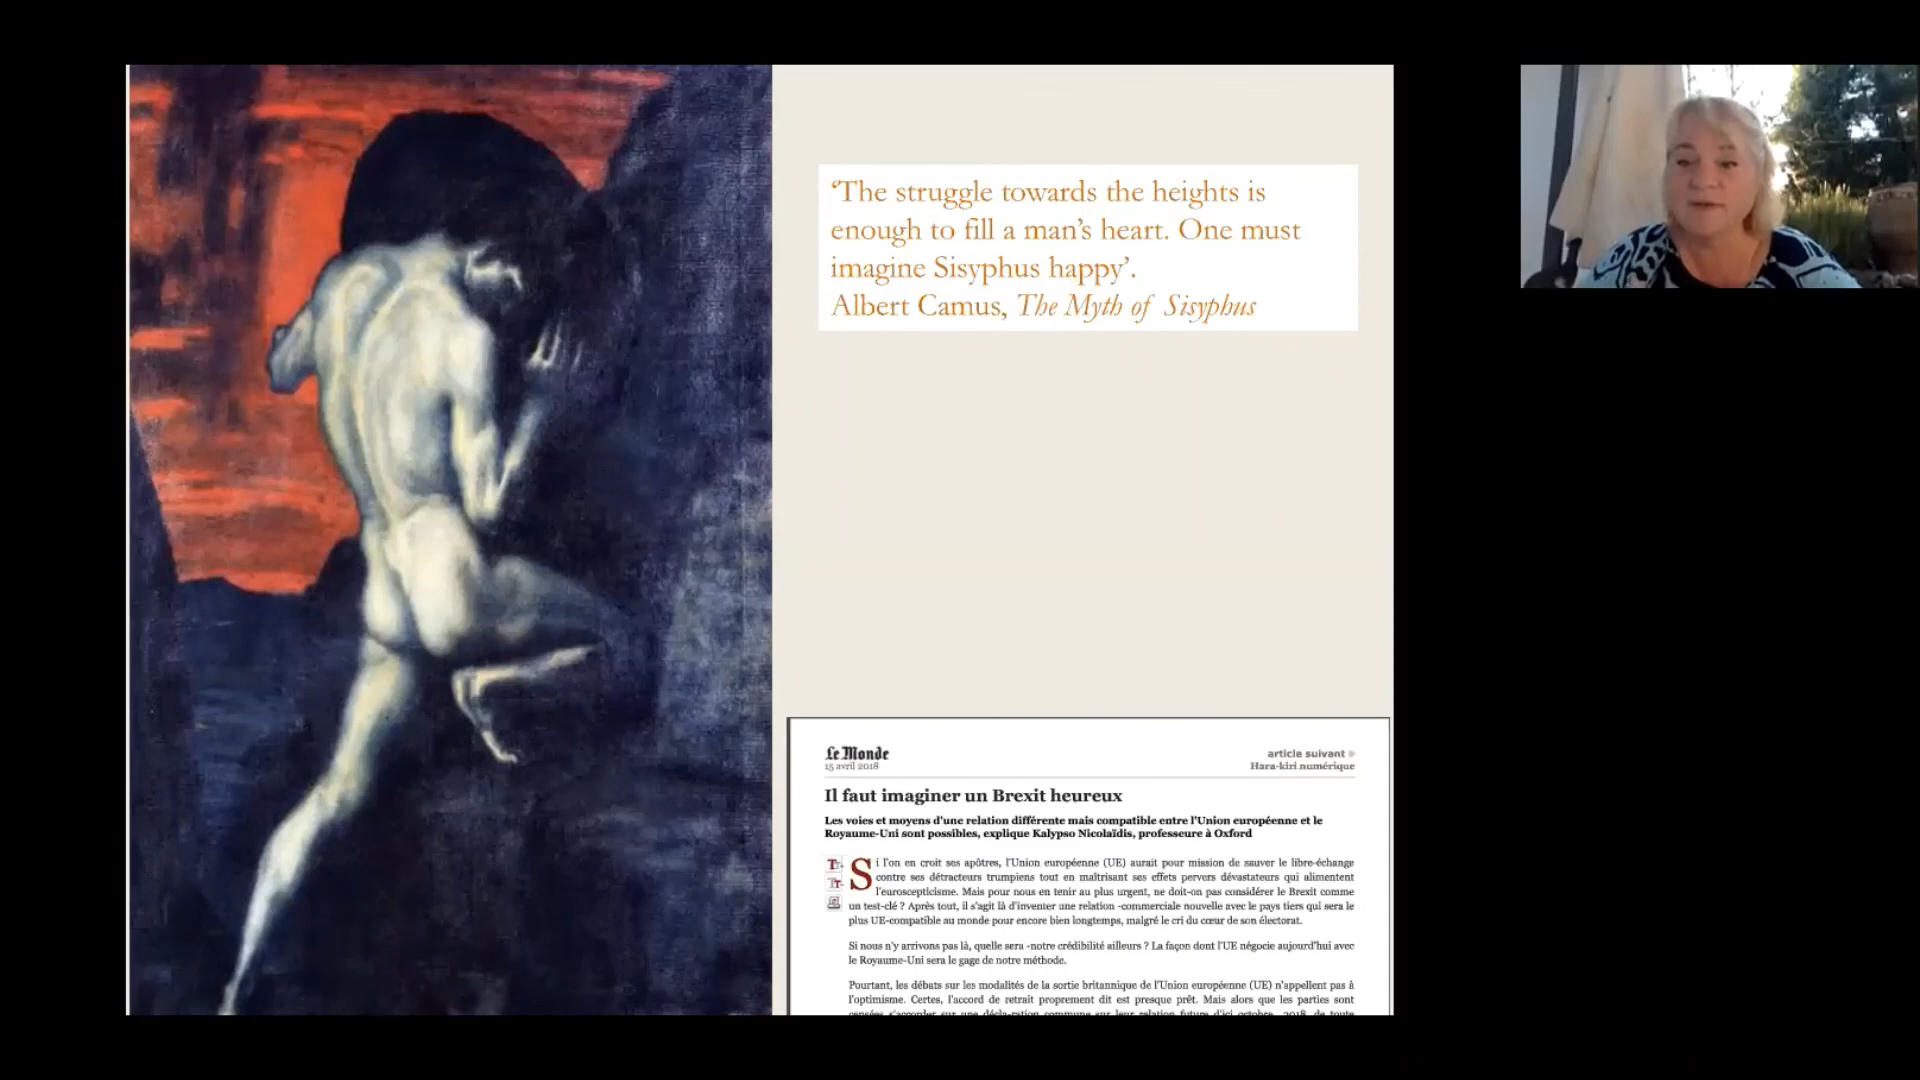 ‘The struggle towards the heights is
enough to fill a man’s heart. One must
imagine Sisyphus happy’.
Albert Camus, The Myth of Sisyphus
Le Monde
15 avril 2018
article suivant
Hara-kiri numérique
Il faut imaginer un Brexit heureux
Les voies et moyens d'une relation différente mais compatible entre l'Union européenne et le
Royaume-Uni sont possibles, explique Kalypso Nicolaïdis, professeure à Oxford
Si l'on en croit ses apôtres, l'Union européenne (UE) aurait pour mission de sauver le libre-échange
contre ses détracteurs trumpiens tout en maîtrisant ses effets pervers dévastateurs qui alimentent
l'euroscepticisme. Mais pour nous en tenir au plus urgent, ne doit-on pas considérer le Brexit comme
un test-clé ? Après tout, il s'agit là d'inventer une relation -commerciale nouvelle avec le pays tiers qui sera le
plus UE-compatible au monde pour encore bien longtemps, malgré le cri du cœur de son électorat.
Si nous n'y arrivons pas là, quelle sera -notre crédibilité ailleurs ? La façon dont l'UE négocie aujourd'hui avec
le Royaume-Uni sera le gage de notre méthode.
Pourtant, les débats sur les modalités de la sortie britannique de l'Union européenne (UE) n'appellent pas à
l'optimisme. Certes, l'accord de retrait proprement dit est presque prêt. Mais alors que les parties sont